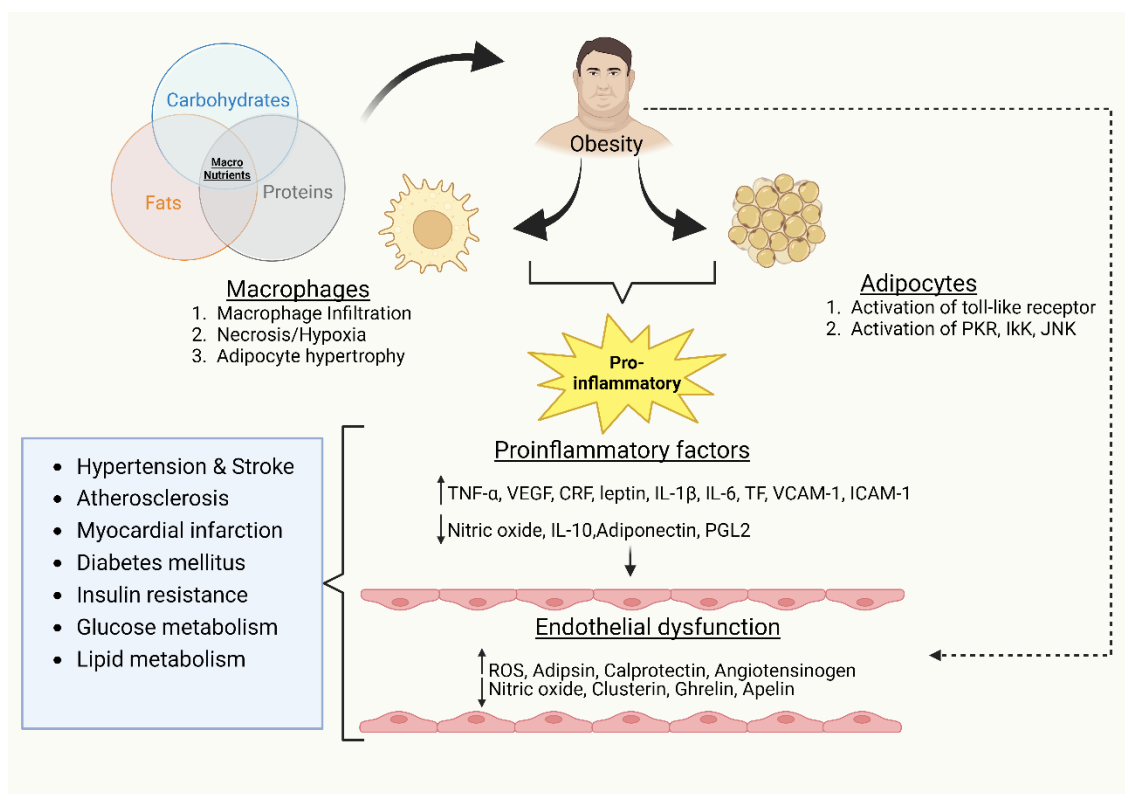 Carbohydrates
Macro
Nutrients
Fats
Proteins
Obesity
Macrophages
1. Macrophage Infiltration
2. Necrosis/Hypoxia
3. Adipocyte hypertrophy
Adipocytes
1. Activation of toll-like receptor
2. Activation of PKR, IkK, JNK
Pro-
inflammatory
Proinflammatory factors
TNF-α, VEGF, CRF, leptin, IL-1β, IL-6, TF, VCAM-1, ICAM-1
Nitric oxide, IL-10,Adiponectin, PGL2
• Hypertension & Stroke
• Atherosclerosis
• Myocardial infarction
• Diabetes mellitus
• Insulin resistance
• Glucose metabolism
• Lipid metabolism
Endothelial dysfunction
ROS, Adipsin, Calprotectin, Angiotensinogen
Nitric oxide, Clusterin, Ghrelin, Apelin